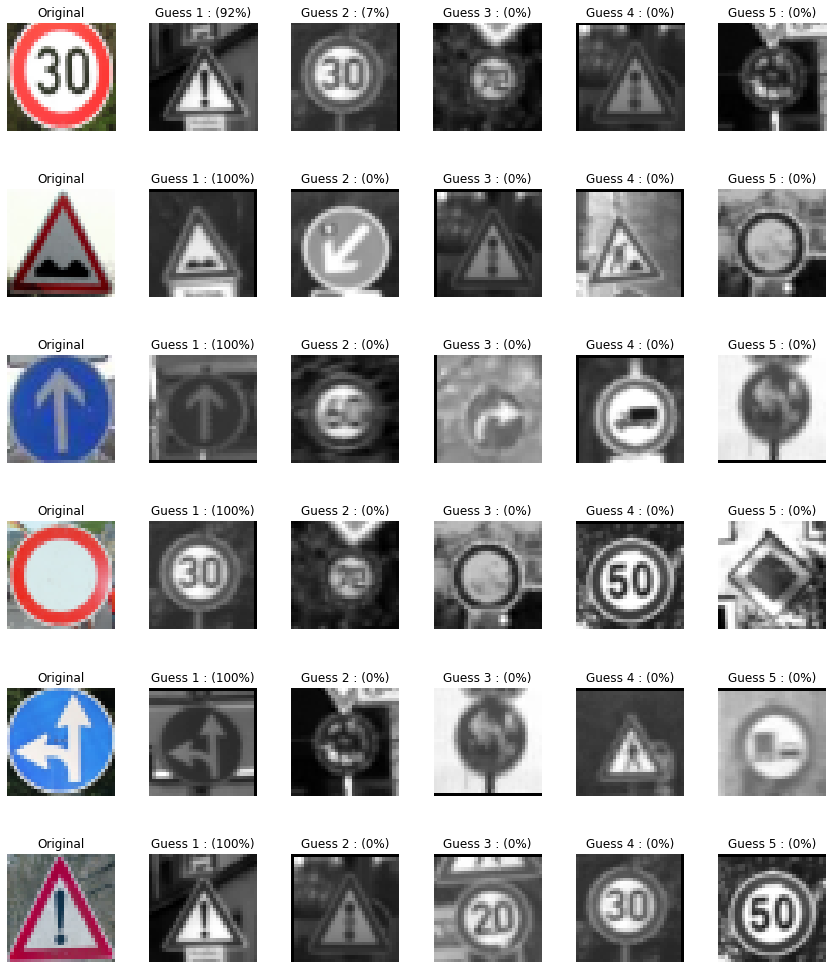 Original Guess 1 : (92%) Guess 2 : (7%) Guess 3 : (0%) Guess 4 : (0%) Guess 5 : (0%)
30 30
Original Guess 1 : (100%) Guess 2 : (0%) Guess 3 : (0%) Guess 4 : (0%) Guess 5 : (0%)
Original Guess 1 : (100%) Guess 2 : (0%) Guess 3 : (0%) Guess 4 : (0%) Guess 5 : (0%)
Original Guess 1 : (100%) Guess 2 : (0%) Guess 3 : (0%) Guess 4 : (0%) Guess 5 : (0%)
30 50
Original Guess 1 : (100%) Guess 2 : (0%) Guess 3 : (0%) Guess 4 : (0%) Guess 5 : (0%)
Original Guess 1 : (100%) Guess 2 : (0%) Guess 3 : (0%) Guess 4 : (0%) Guess 5 : (0%)
! ! 20 30 50